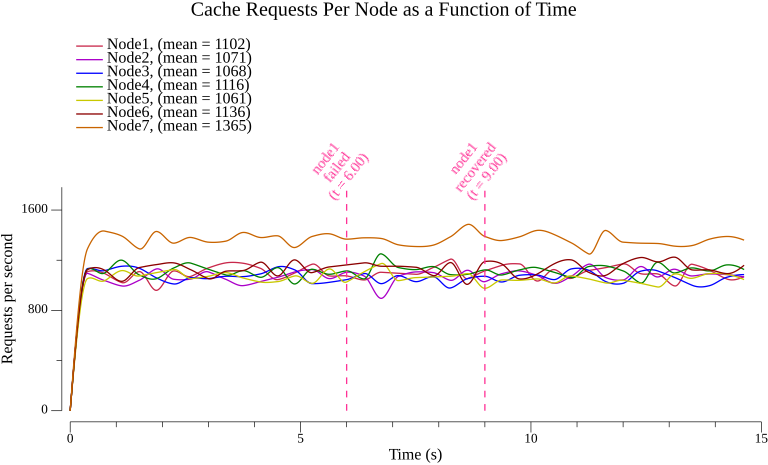 Cache Requests Per Node as a Function of Time
Node1, (mean = 1102)
Node2, (mean = 1071)
Node3, (mean = 1068)
Node4, (mean = 1116)
Node5, (mean = 1061)
Node6, (mean = 1136)
Node7, (mean = 1365)
node1
failed
(t = 6.00)
node1
recovered
(t = 9.00)
1600
800
0
Requests per second
0 5 10 15
Time (s)